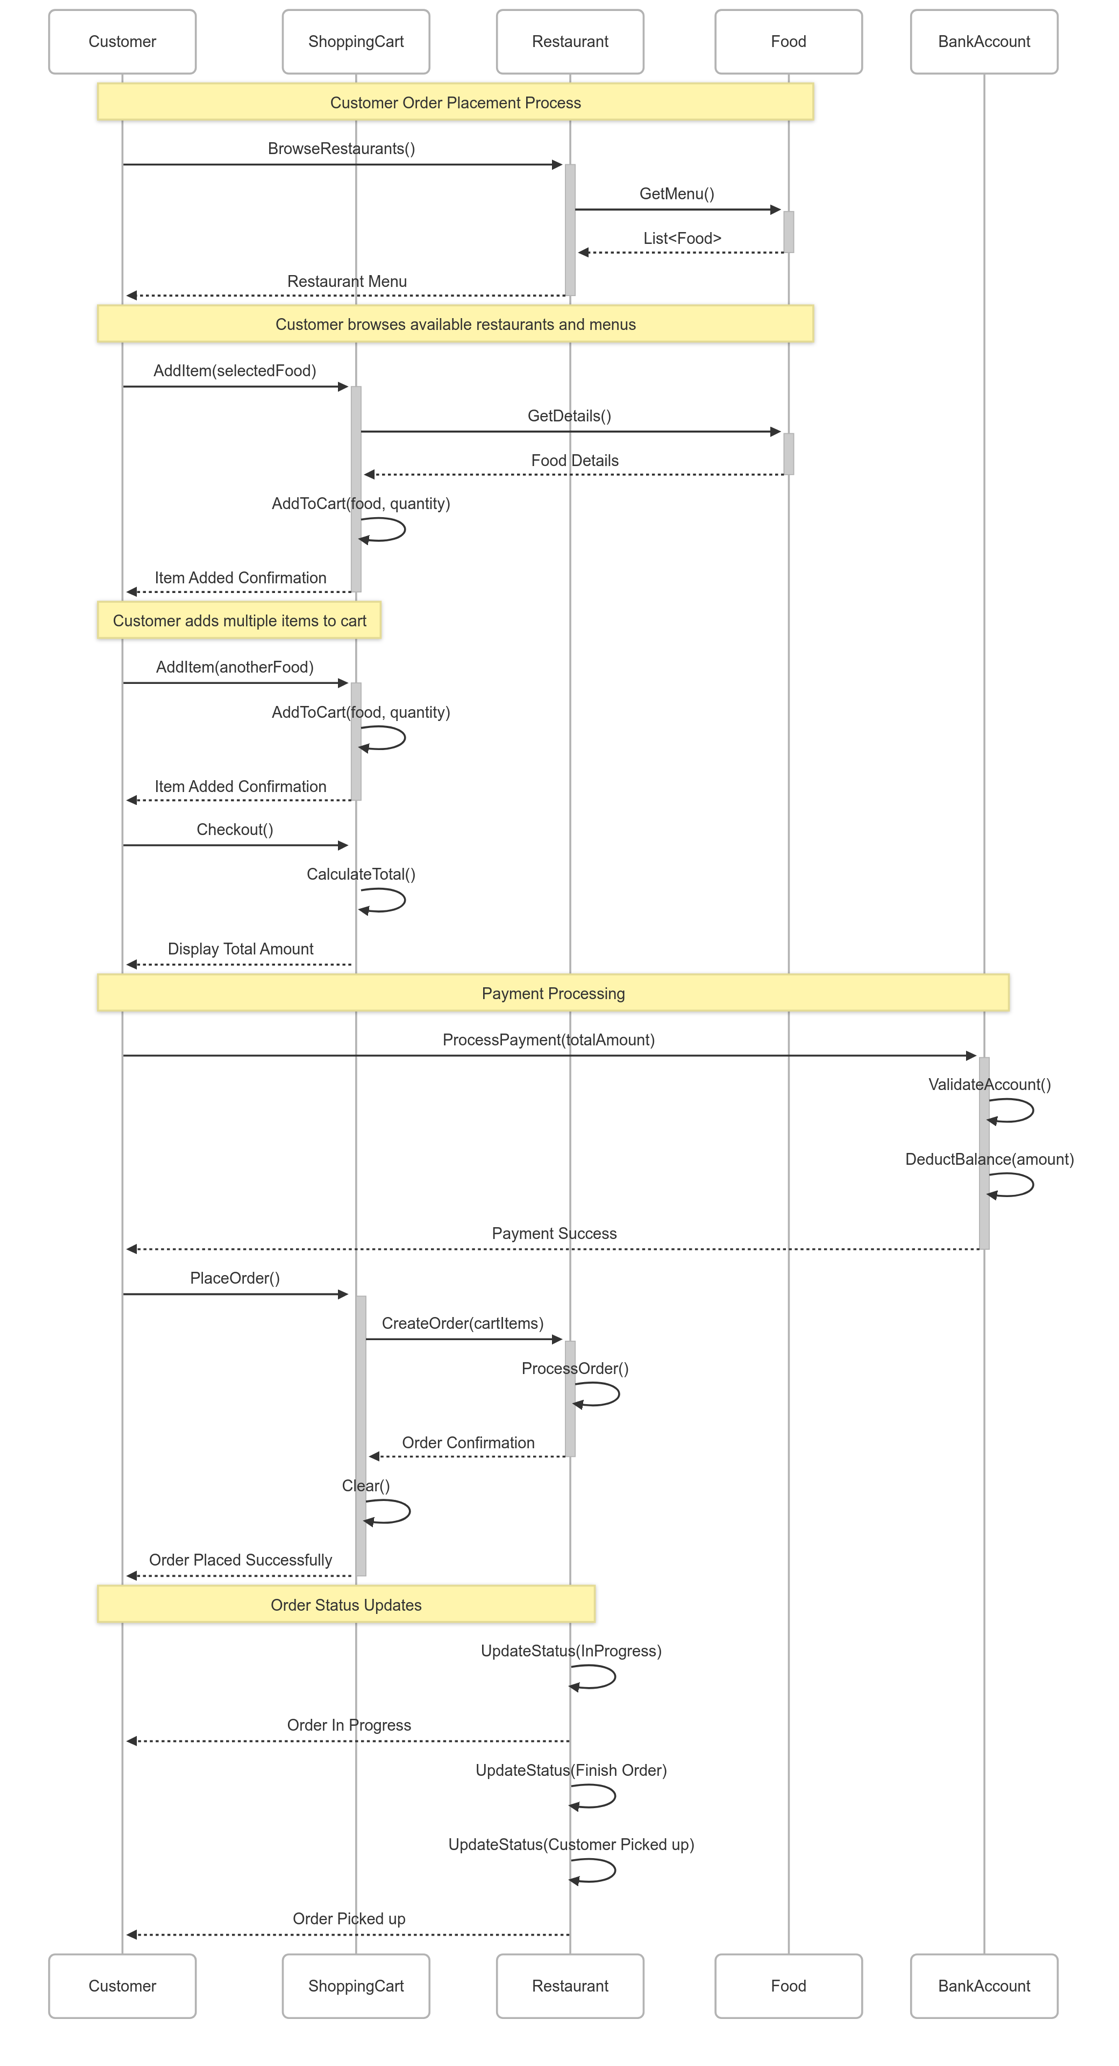 Customer
ShoppingCart
Restaurant
Food
BankAccount
Customer Order Placement Process
BrowseRestaurants()
GetMenu()
List<Food>
Restaurant Menu
Customer browses available restaurants and menus
AddItem(selectedFood)
GetDetails()
Food Details
AddToCart(food, quantity)
Item Added Confirmation
Customer adds multiple items to cart
AddItem(anotherFood)
AddToCart(food, quantity)
Item Added Confirmation
Checkout()
CalculateTotal()
Display Total Amount
Payment Processing
ProcessPayment(totalAmount)
ValidateAccount()
DeductBalance(amount)
Payment Success
PlaceOrder()
CreateOrder(cartItems)
ProcessOrder()
Order Confirmation
Clear()
Order Placed Successfully
Order Status Updates
UpdateStatus(InProgress)
Order In Progress
UpdateStatus(Finish Order)
UpdateStatus(Customer Picked up)
Order Picked up
Customer
ShoppingCart
Restaurant
Food
BankAccount